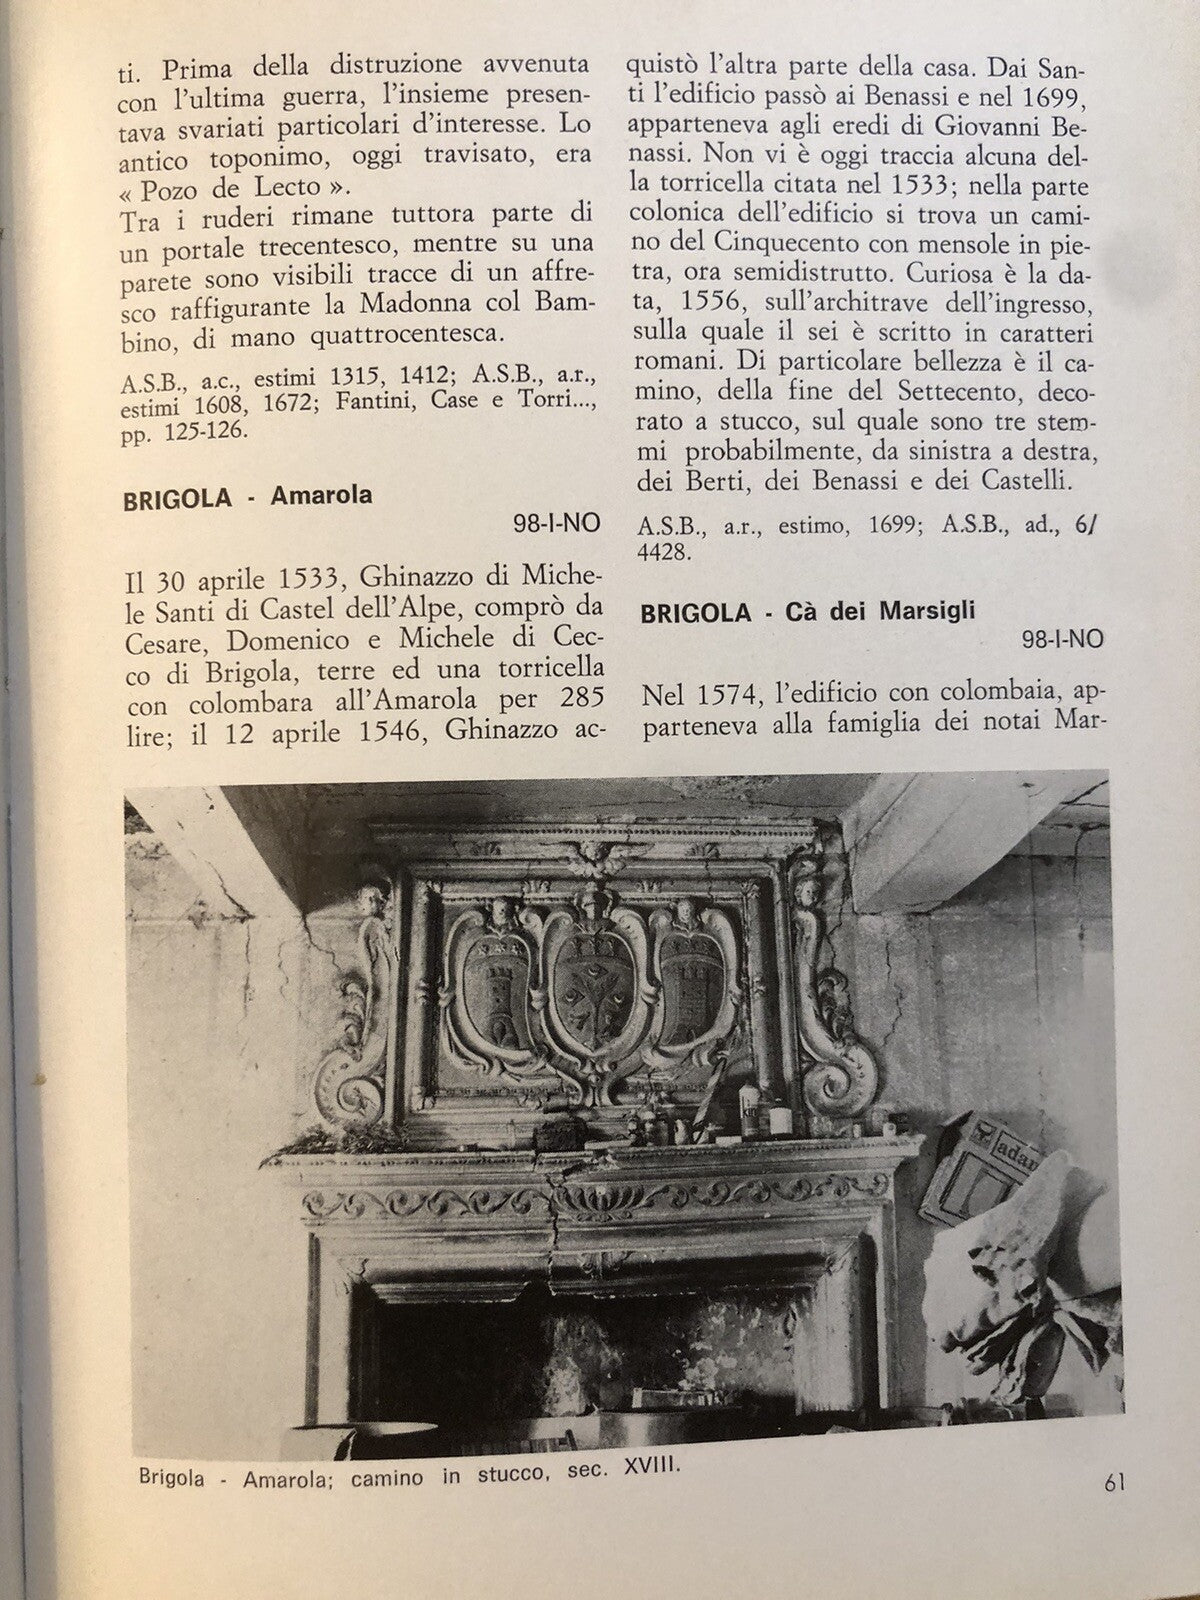 ti. Prima della distruzione avvenuta
con l'ultima guerra, l'insieme presen-
tava svariati particolari d'interesse. Lo
antico toponimo, oggi travisato, era
« Pozo de Lecto ».
Tra i ruderi rimane tuttora parte di
un portale trecentesco, mentre su una
parete sono visibili tracce di un affre-
sco raffigurante la Madonna col Bam-
bino, di mano quattrocentesca.
A.S.B., a.c., estimi 1315, 1412; A.S.B., a.r.,
estimi 1608, 1672; Fantini, Case e Torri...,
pp. 125-126.
BRIGOLA - Amarola
98-I-NO
Il 30 aprile 1533, Ghinazzo di Miche-
le Santi di Castel dell'Alpe, comprò da
Cesare, Domenico e Michele di Cec-
co di Brigola, terre ed una torricella
con colombara all'Amarola per 285
lire; il 12 aprile 1546, Ghinazzo ac-
quistò l'altra parte della casa. Dai San-
ti l'edificio passò ai Benassi e nel 1699,
apparteneva agli eredi di Giovanni Be-
nassi. Non vi è oggi traccia alcuna del-
la torricella citata nel 1533; nella parte
colonica dell'edificio si trova un cami-
no del Cinquecento con mensole in pie-
tra, ora semidistrutto. Curiosa è la da-
ta, 1556, sull'architrave dell'ingresso,
sulla quale il sei è scritto in caratteri
romani. Di particolare bellezza è il ca-
mino, della fine del Settecento, deco-
rato a stucco, sul quale sono tre stem-
mi probabilmente, da sinistra a destra,
dei Berti, dei Benassi e dei Castelli.
A.S.B., a.r., estimo, 1699; A.S.B., ad., 6/
4428.
BRIGOLA - Cà dei Marsigli
98-I-NO
Nel 1574, l'edificio con colombaia, ap-
parteneva alla famiglia dei notai Mar-
Brigola - Amarola; camino in stucco, sec. XVIII.
61